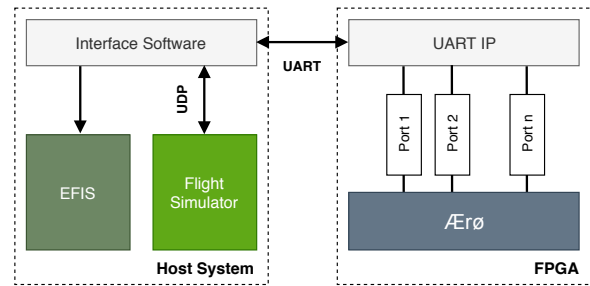 Interface Software
UART IP
UART
UDP
Port 1
Port 2
Port n
EFIS
Flight
Simulator
Ærø
Host System
FPGA